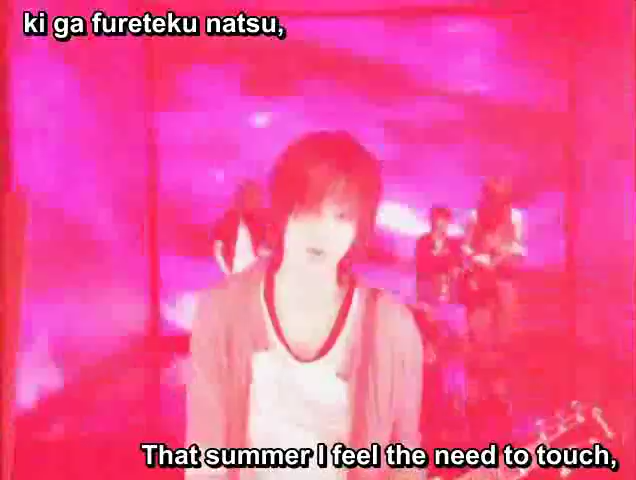 ki ga fureteku natsu,
That summer I feel the need to touch,